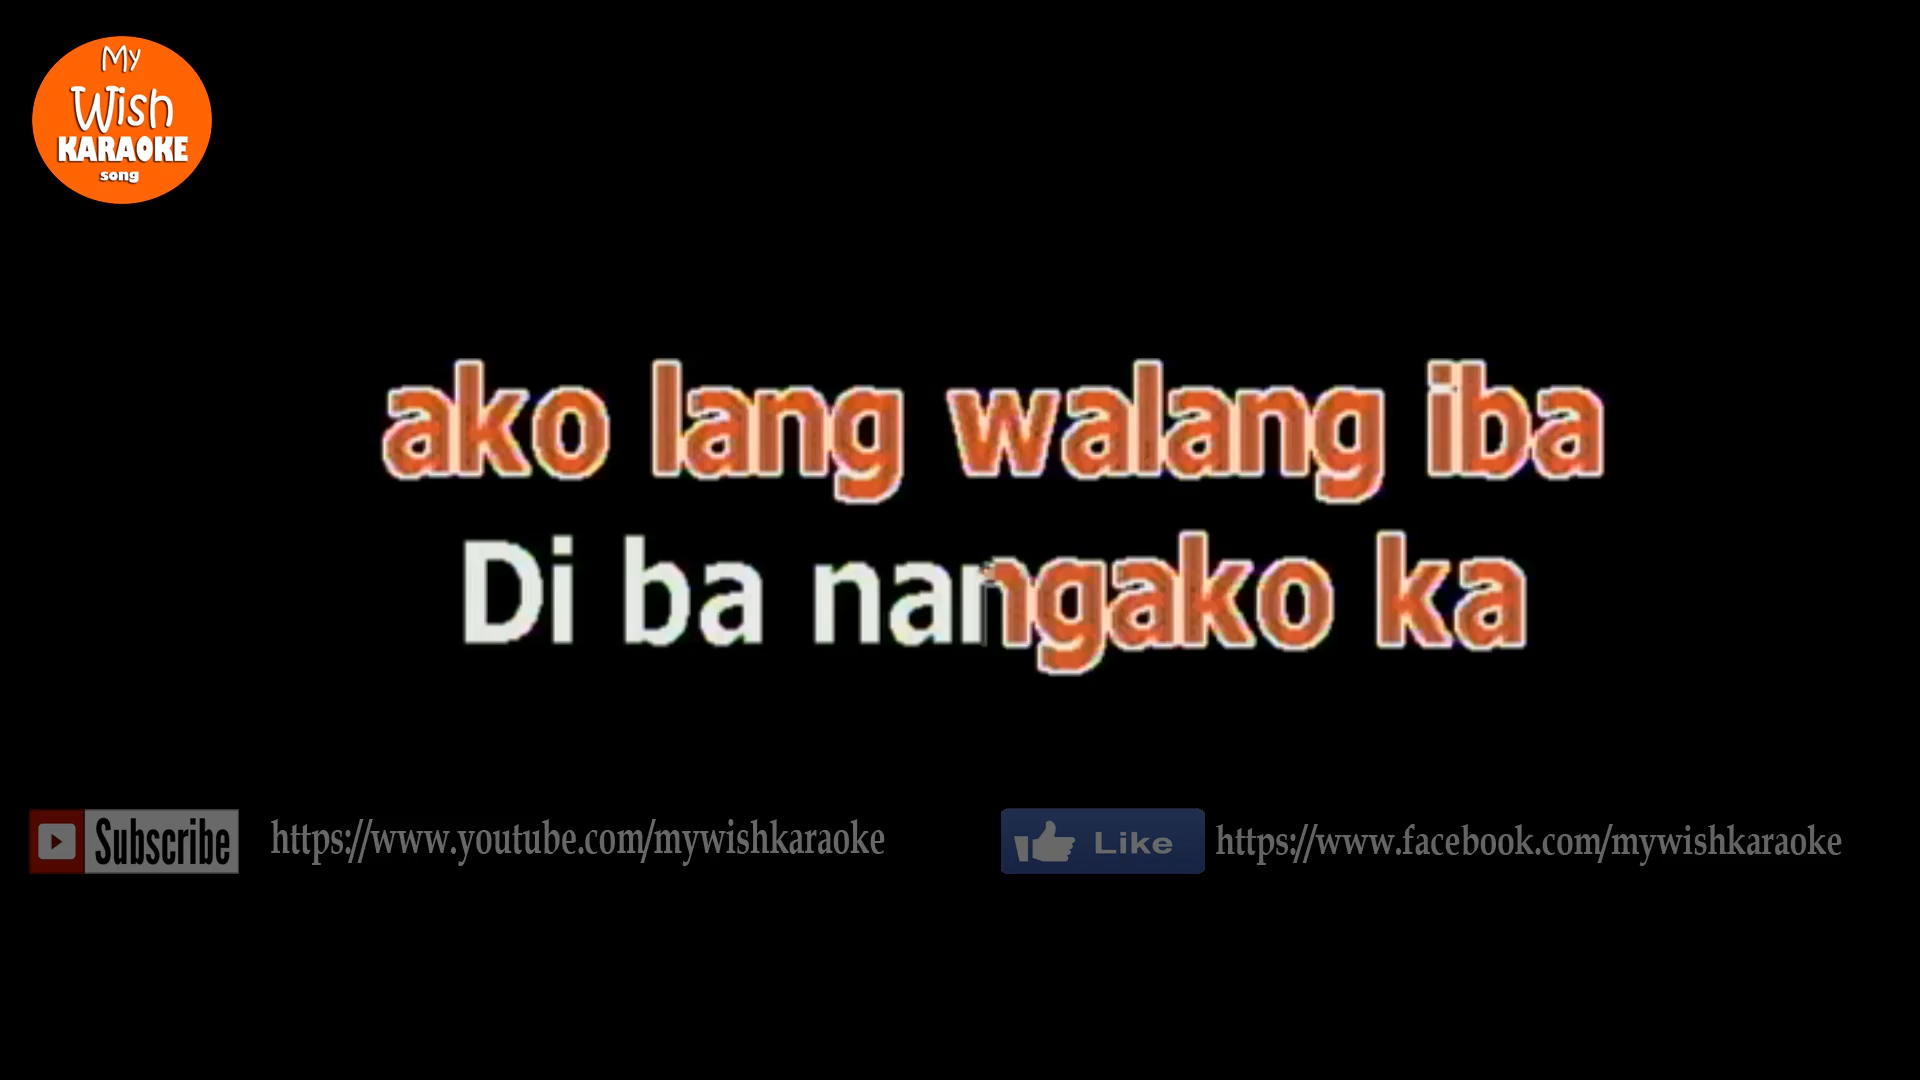 My
Wish
KARAOKE
song
ako lang walang iba
Di ba nangako ka
Subscribe https://www.youtube.com/mywishkaraoke
Like https://www.facebook.com/mywishkaraoke